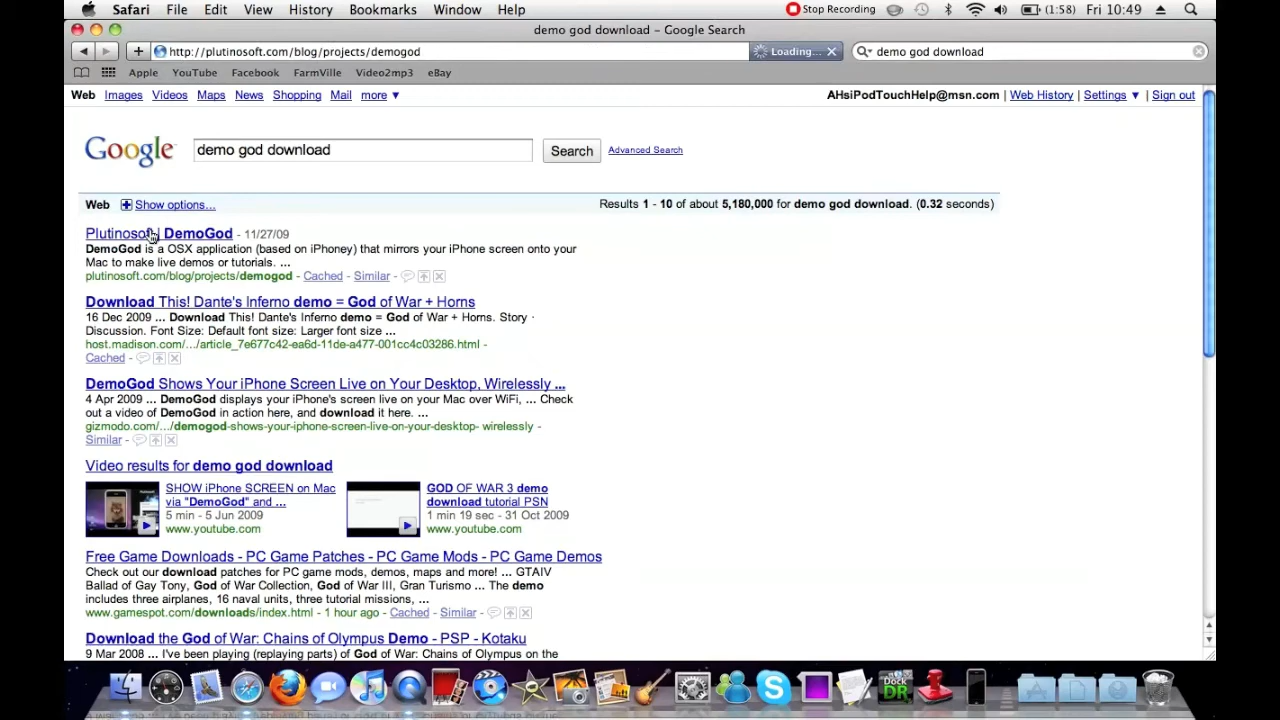 Safari File Edit View History Bookmarks Window Help Stop Recording (1:58) Fri 10:49
demo god download – Google Search
http://plutinosoft.com/blog/projects/demogod Loading... demo god download
Apple YouTube Facebook FarmVille Video2mp3 eBay
Web Images Videos Maps News Shopping Mail more ▼ AHsiPodTouchHelp@msn.com | Web History | Settings ▼ | Sign out
Google demo god download Search Advanced Search
Web Show options... Results 1 - 10 of about 5,180,000 for demo god download. (0.32 seconds)
Plutinosoft | DemoGod - 11/27/09
DemoGod is a OSX application (based on iPhoney) that mirrors your iPhone screen onto your
Mac to make live demos or tutorials. ...
plutinosoft.com/blog/projects/demogod - Cached - Similar -
Download This! Dante's Inferno demo = God of War + Horns
16 Dec 2009 ... Download This! Dante's Inferno demo = God of War + Horns. Story ·
Discussion. Font Size: Default font size: Larger font size ...
host.madison.com/.../article_7e677c42-ea6d-11de-a477-001cc4c03286.html -
Cached -
DemoGod Shows Your iPhone Screen Live on Your Desktop, Wirelessly ...
4 Apr 2009 ... DemoGod displays your iPhone's screen live on your Mac over WiFi, ... Check
out a video of DemoGod in action here, and download it here. ...
gizmodo.com/.../demogod-shows-your-iphone-screen-live-on-your-desktop- wirelessly -
Similar -
Video results for demo god download
SHOW iPhone SCREEN on Mac
via "DemoGod" and ...
5 min - 5 Jun 2009
www.youtube.com
GOD OF WAR 3 demo
download tutorial PSN
1 min 19 sec - 31 Oct 2009
www.youtube.com
Free Game Downloads - PC Game Patches - PC Game Mods - PC Game Demos
Check out our download patches for PC game mods, demos, maps and more! ... GTAIV
Ballad of Gay Tony, God of War Collection, God of War, Gran Turismo ... The demo
includes three airplanes, 16 naval units, three tutorial missions, ...
www.gamespot.com/downloads/index.html - 1 hour ago - Cached - Similar -
Download the God of War: Chains of Olympus Demo - PSP - Kotaku
9 Mar 2008 ... I've been playing (replaying parts) of God of War: Chains of Olympus on the
Dock
DR